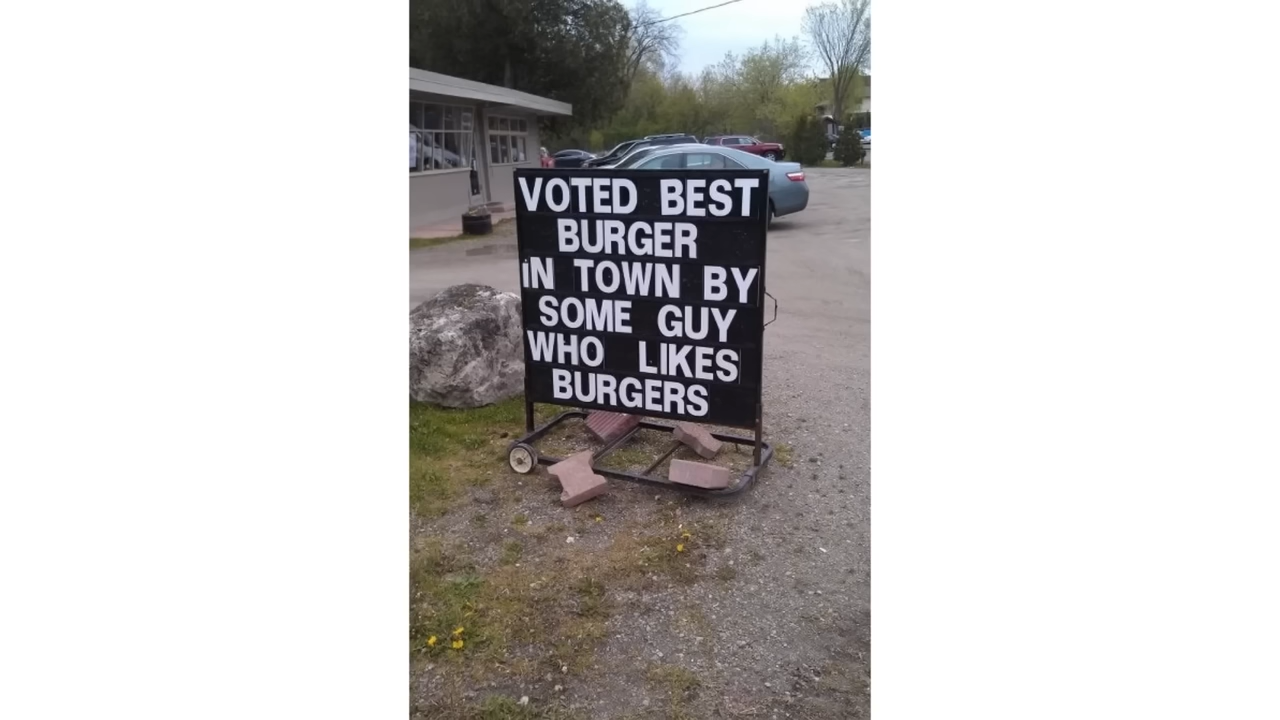 VOTED BEST
BURGER
iN TOWN BY
SOME GUY
WHO LIKES
BURGERS